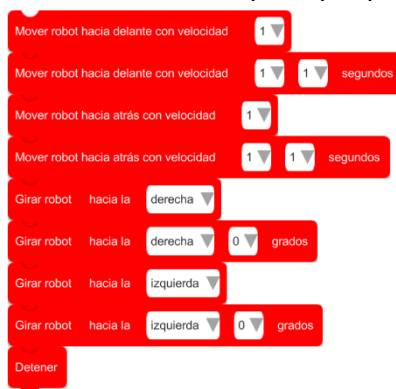 Mover robot hacia delante con velocidad 1
Mover robot hacia delante con velocidad 1 1 segundos
Mover robot hacia atrás con velocidad 1
Mover robot hacia atrás con velocidad 1 1 segundos
Girar robot hacia la derecha
Girar robot hacia la derecha 0 grados
Girar robot hacia la izquierda
Girar robot hacia la izquierda 0 grados
Detener